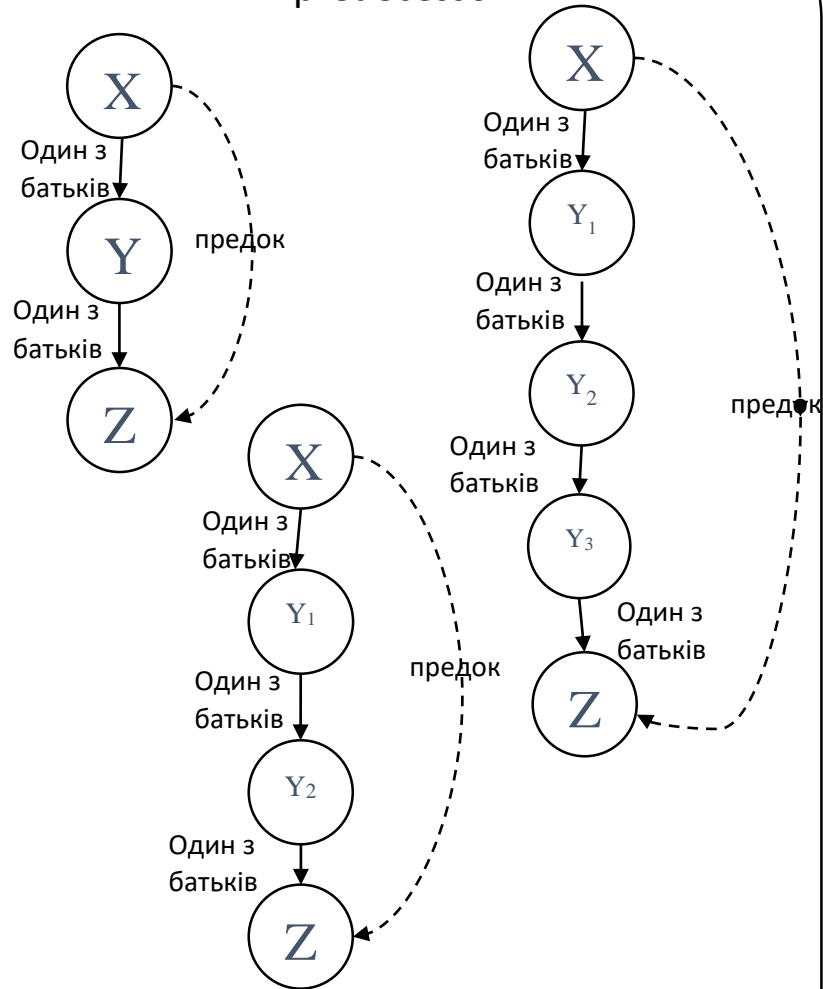 X
Один з
батьків
Y
предок
Один з
батьків
Z
X
Один з
батьків
Y1
Один з
батьків
Y2
предок
Один з
батьків
Z
X
Один з
батьків
Y1
Один з
батьків
Y2
предок
Один з
батьків
Y3
Один з
батьків
Z